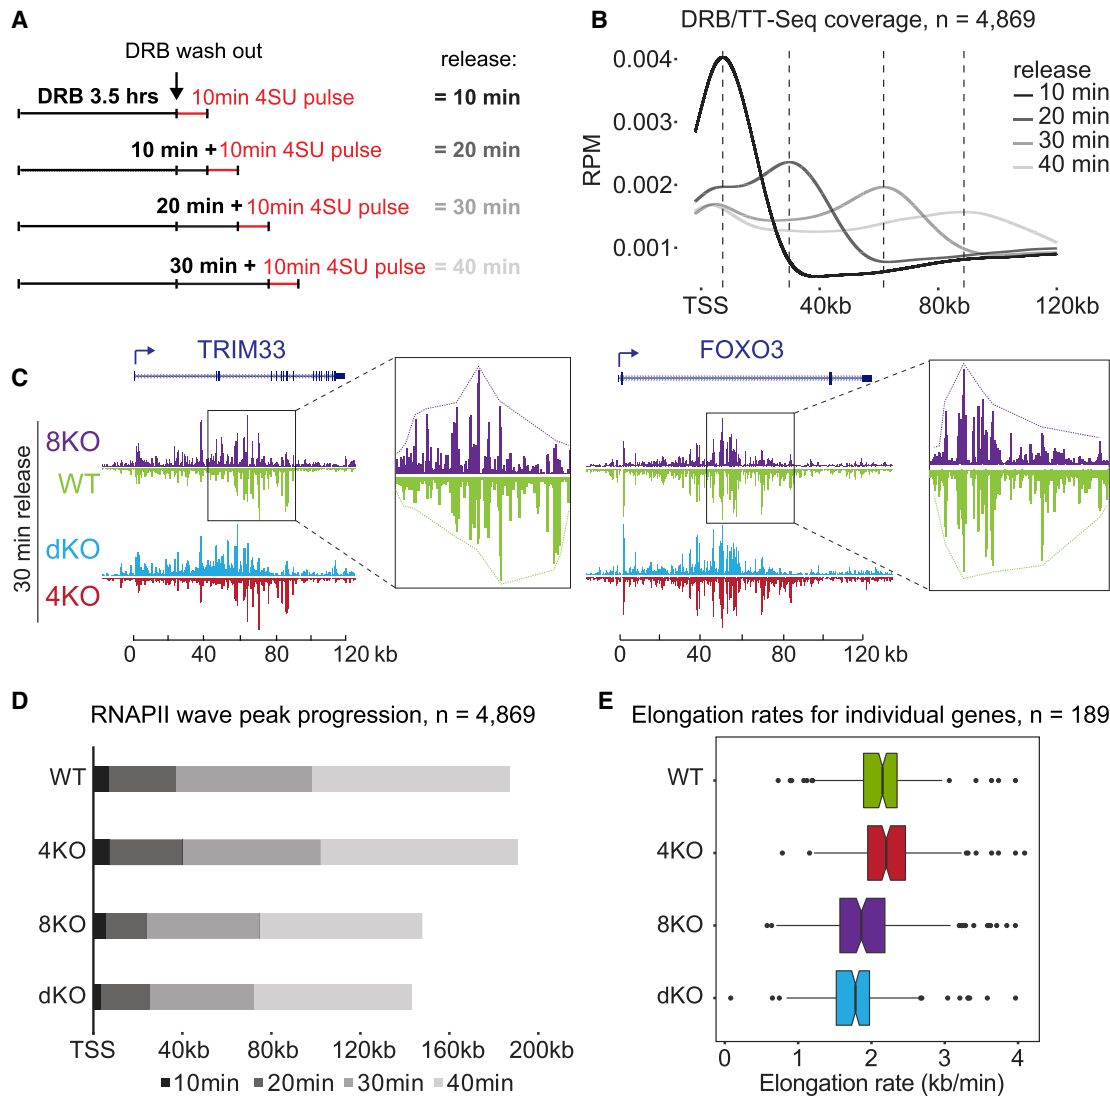 A
DRB wash out
release:
DRB 3.5 hrs
10min 4SU pulse
= 10 min
10 min +
10min 4SU pulse
= 20 min
20 min +
10min 4SU pulse
= 30 min
30 min +
10min 4SU pulse
= 40 min
B
DRB/TT-Seq coverage, n = 4,869
RPM
0.004
0.003
0.002
0.001
release
10 min
20 min
30 min
40 min
TSS
40kb
80kb
120kb
C
TRIM33
FOXO3
30 min release
8KO
WT
dKO
4KO
0
40
80
120 kb
0
40
80
120 kb
D
RNAPII wave peak progression, n = 4,869
WT
4KO
8KO
dKO
TSS
40kb
80kb
120kb
160kb
200kb
10min
20min
30min
40min
E
Elongation rates for individual genes, n = 189
WT
4KO
8KO
dKO
0
1
2
3
4
Elongation rate (kb/min)